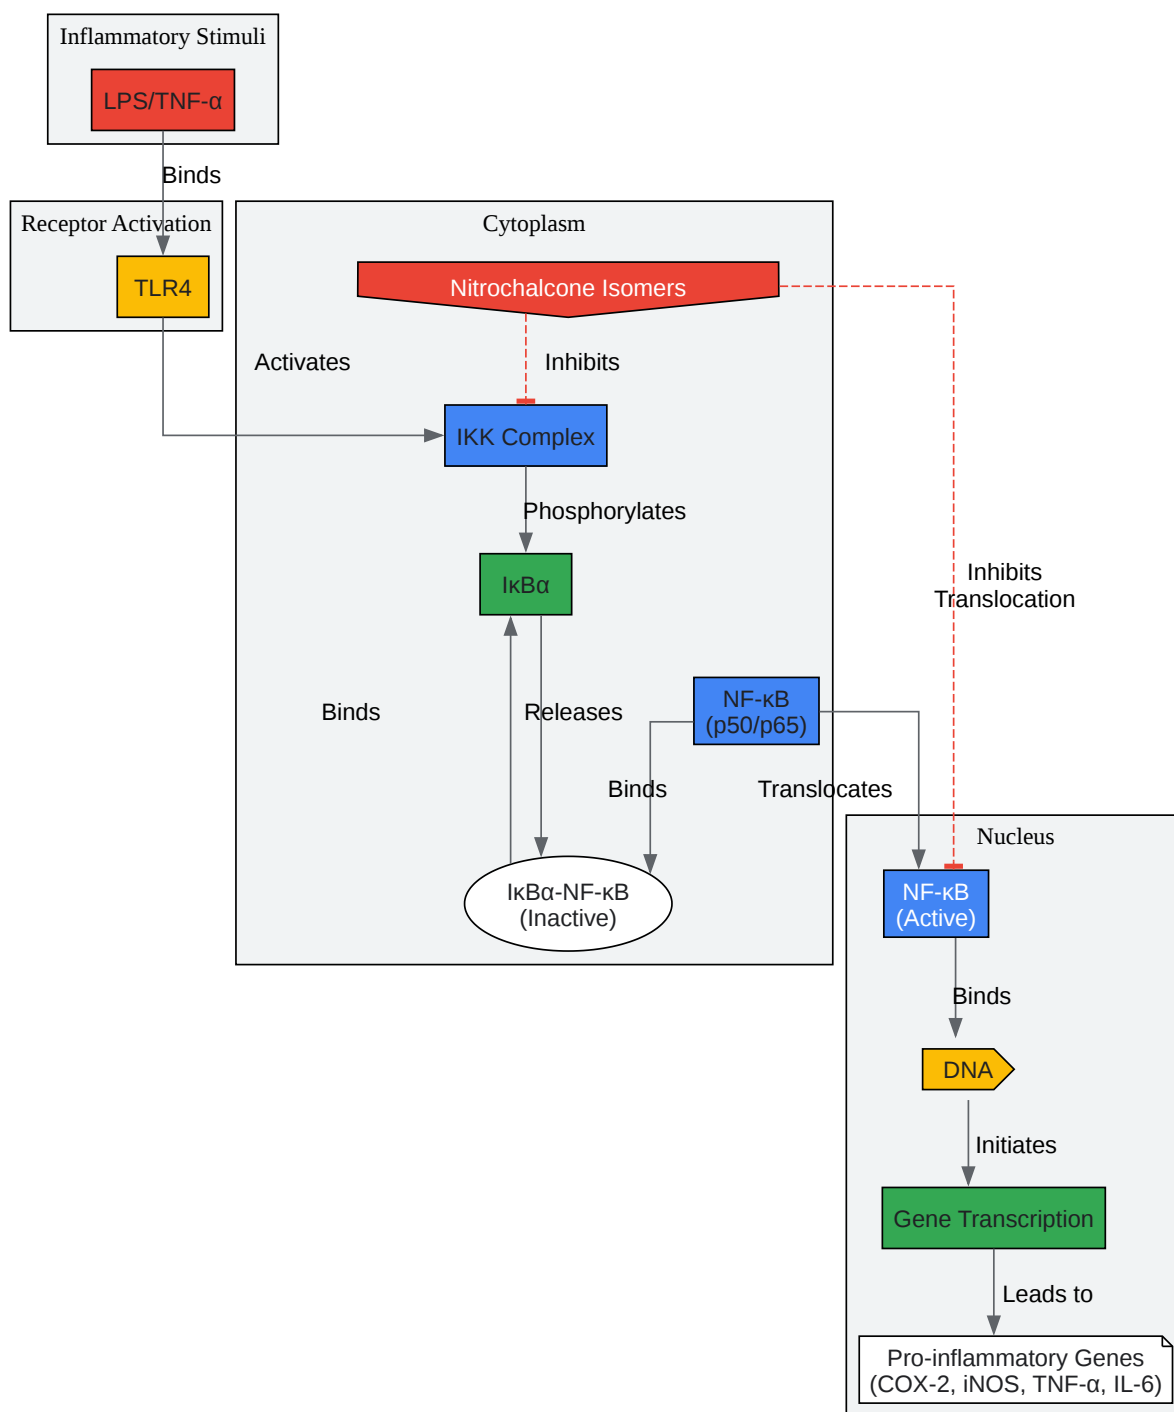 Inflammatory Stimuli
LPS/TNF-α
Binds
Receptor Activation
TLR4
Cytoplasm
Nitrochalcone Isomers
Activates
Inhibits
IKK Complex
Phosphorylates
IκBα
Inhibits
Translocation
Binds
Releases
NF-κB
(p50/p65)
Binds
Translocates
IκBα-NF-κB
(Inactive)
Nucleus
NF-κB
(Active)
Binds
DNA
Initiates
Gene Transcription
Leads to
Pro-inflammatory Genes
(COX-2, iNOS, TNF-α, IL-6)